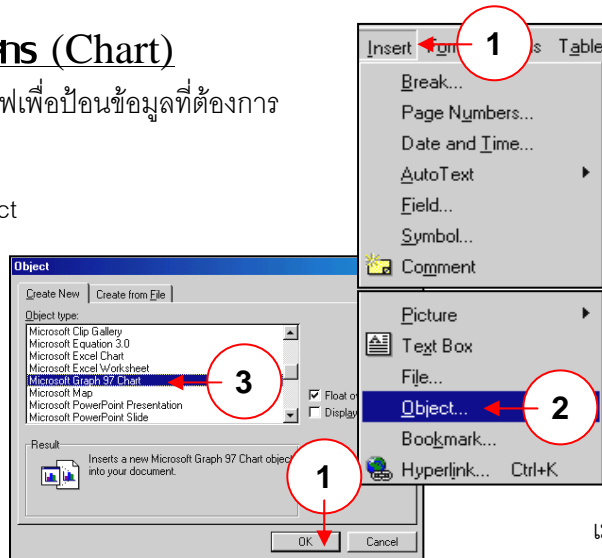 สาร (Chart)
ฟเพื่อป้อนข้อมูลที่ต้องการ
ct
Insert 1 s Table
Break...
Page Numbers...
Date and Time...
AutoText
Field...
Symbol...
Comment
Picture
Text Box
File...
Object... 2
Bookmark...
Hyperlink... Ctrl+K
Object
Create New Create from File
Object type:
Microsoft Clip Gallery
Microsoft Equation 3.0
Microsoft Excel Chart
Microsoft Excel Worksheet
Microsoft Graph 97 Chart 3
Microsoft Map
Microsoft PowerPoint Presentation
Microsoft PowerPoint Slide
Float
Display
Result
Inserts a new Microsoft Graph 97 Chart object
into your document.
1
OK Cancel